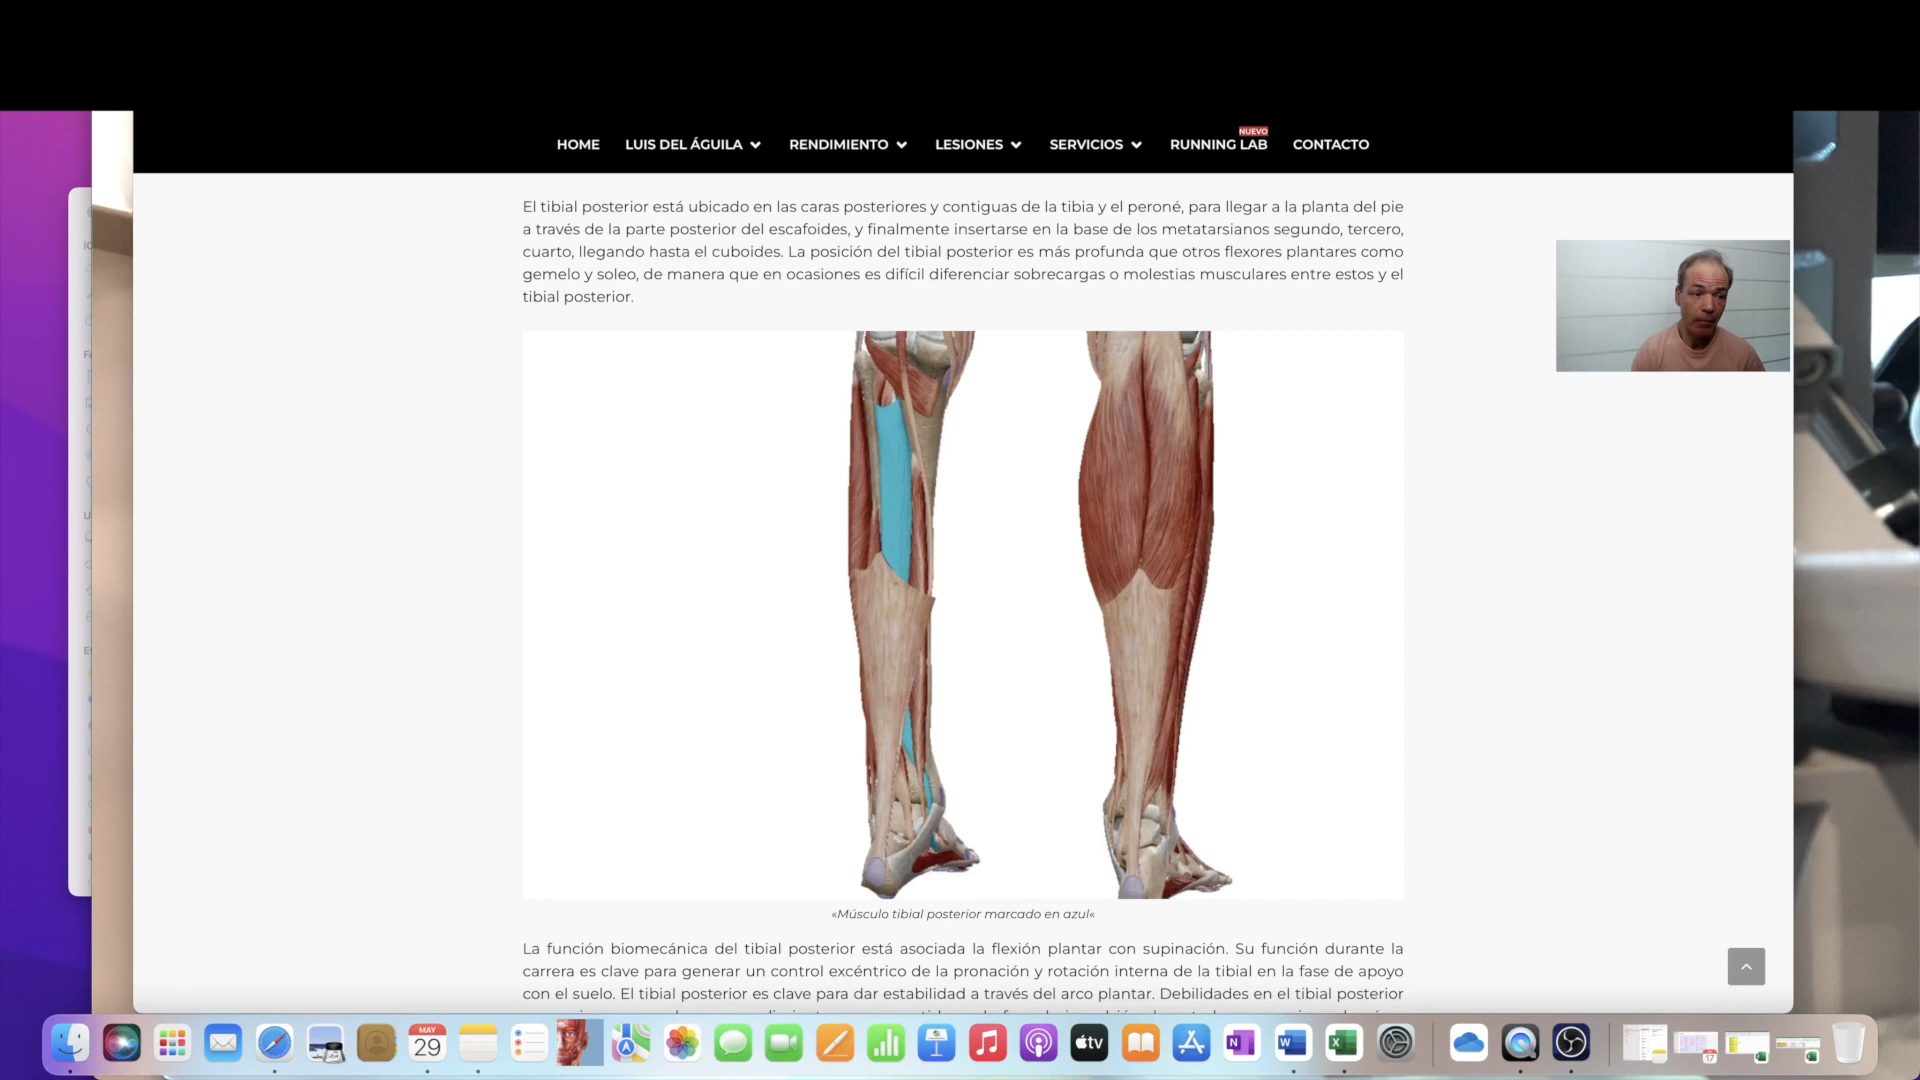 NUEVO
HOME LUIS DEL ÁGUILA RENDIMIENTO LESIONES SERVICIOS RUNNING LAB CONTACTO
El tibial posterior está ubicado en las caras posteriores y contiguas de la tibia y el peroné, para llegar a la planta del pie
a través de la parte posterior del escafoides, y finalmente insertarse en la base de los metatarsianos segundo, tercero,
cuarto, llegando hasta el cuboides. La posición del tibial posterior es más profunda que otros flexores plantares como
gemelo y soleo, de manera que en ocasiones es difícil diferenciar sobrecargas o molestias musculares entre estos y el
tibial posterior.
«Músculo tibial posterior marcado en azul«
La función biomecánica del tibial posterior está asociada la flexión plantar con supinación. Su función durante la
carrera es clave para generar un control excéntrico de la pronación y rotación interna de la tibial en la fase de apoyo
con el suelo. El tibial posterior es clave para dar estabilidad a través del arco plantar. Debilidades en el tibial posterior
MAY
29
tv
N
W
X
17